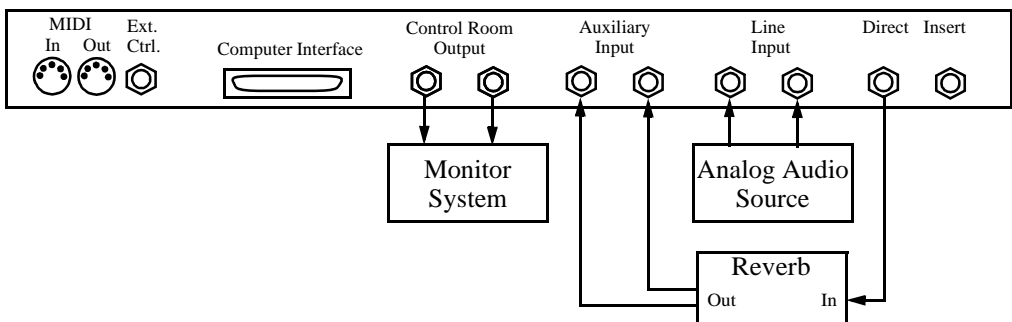 MIDI
In Out
Ext.
Ctrl.
Computer Interface
Control Room
Output
Auxiliary
Input
Line
Input
Direct Insert
Monitor
System
Analog Audio
Source
Reverb
Out In